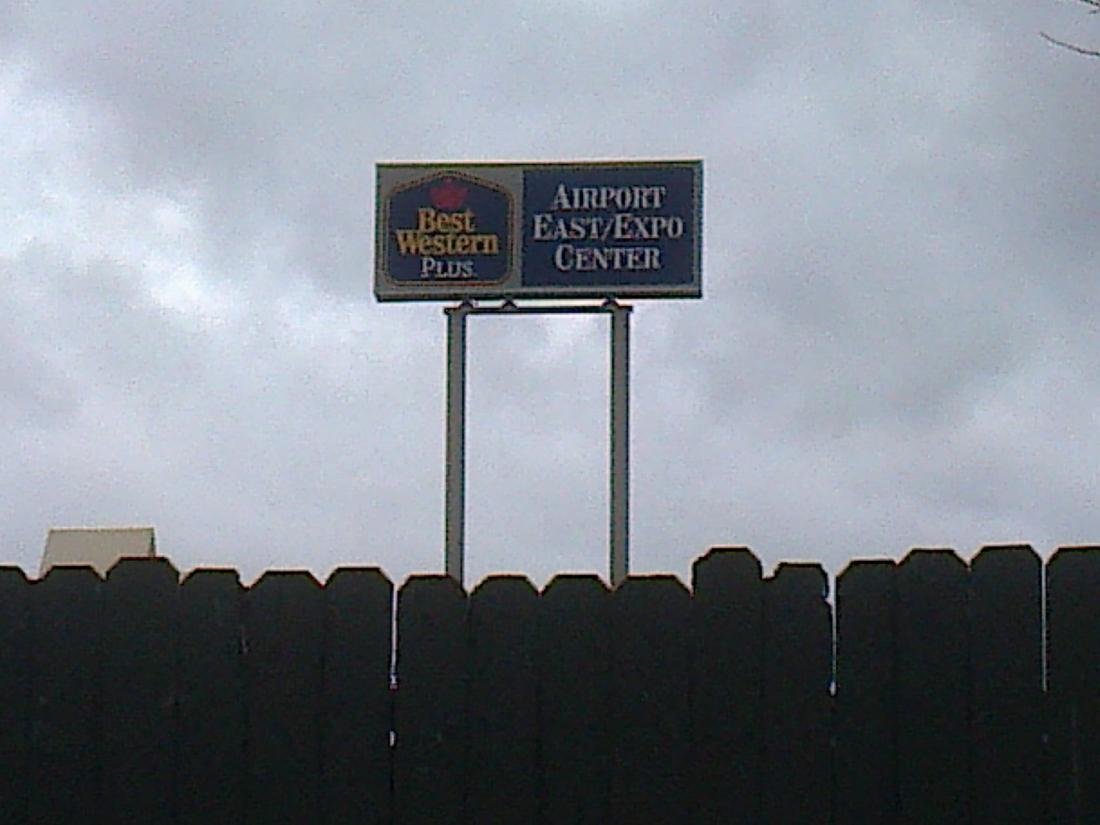 Best
Western
PLUS
AIRPORT
EAST/EXPO
CENTER